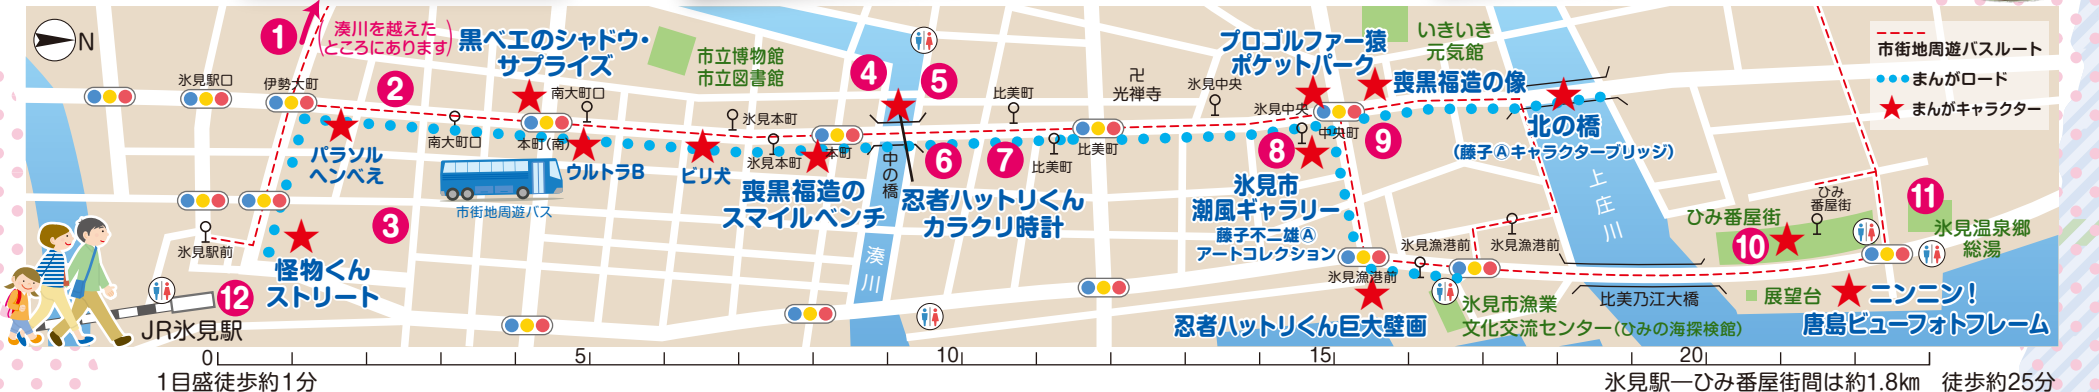 N
1
(湊川を越えた
ところにあります)
黒ベエのシャドウ・
サプライズ
市立博物館
市立図書館
4
5
プロゴルファー猿
ポケットパーク
いきいき
元気館
喪黒福造の像
市街地周遊バスルート
まんがロード
まんがキャラクター
氷見駅口
伊勢大町
2
南大町口
南大町口
本町(南)
氷見本町
氷見本町
本町
比美町
卍
光禅寺
氷見中央
氷見中央
中央町
9
北の橋
(藤子Ⓐキャラクターブリッジ)
パラソル
ヘンべえ
ウルトラB
ビリ犬
中の橋
6
7
比美町
比美町
8
市街地周遊バス
喪黒福造の
スマイルベンチ
忍者ハットリくん
カラクリ時計
氷見市
潮風ギャラリー
藤子不二雄Ⓐ
アートコレクション
上庄川
ひみ
番屋街
11
ひみ番屋街
10
氷見温泉郷
総湯
氷見駅前
3
怪物くん
ストリート
湊川
氷見漁港前
氷見漁港前
氷見漁港前
12
JR氷見駅
忍者ハットリくん巨大壁画
氷見市漁業
文化交流センター(ひみの海探検館)
比美乃江大橋
展望台
ニンニン!
唐島ビューフォトフレーム
0
5
10
15
20
1目盛徒歩約1分
氷見駅―ひみ番屋街間は約1.8km 徒歩約25分